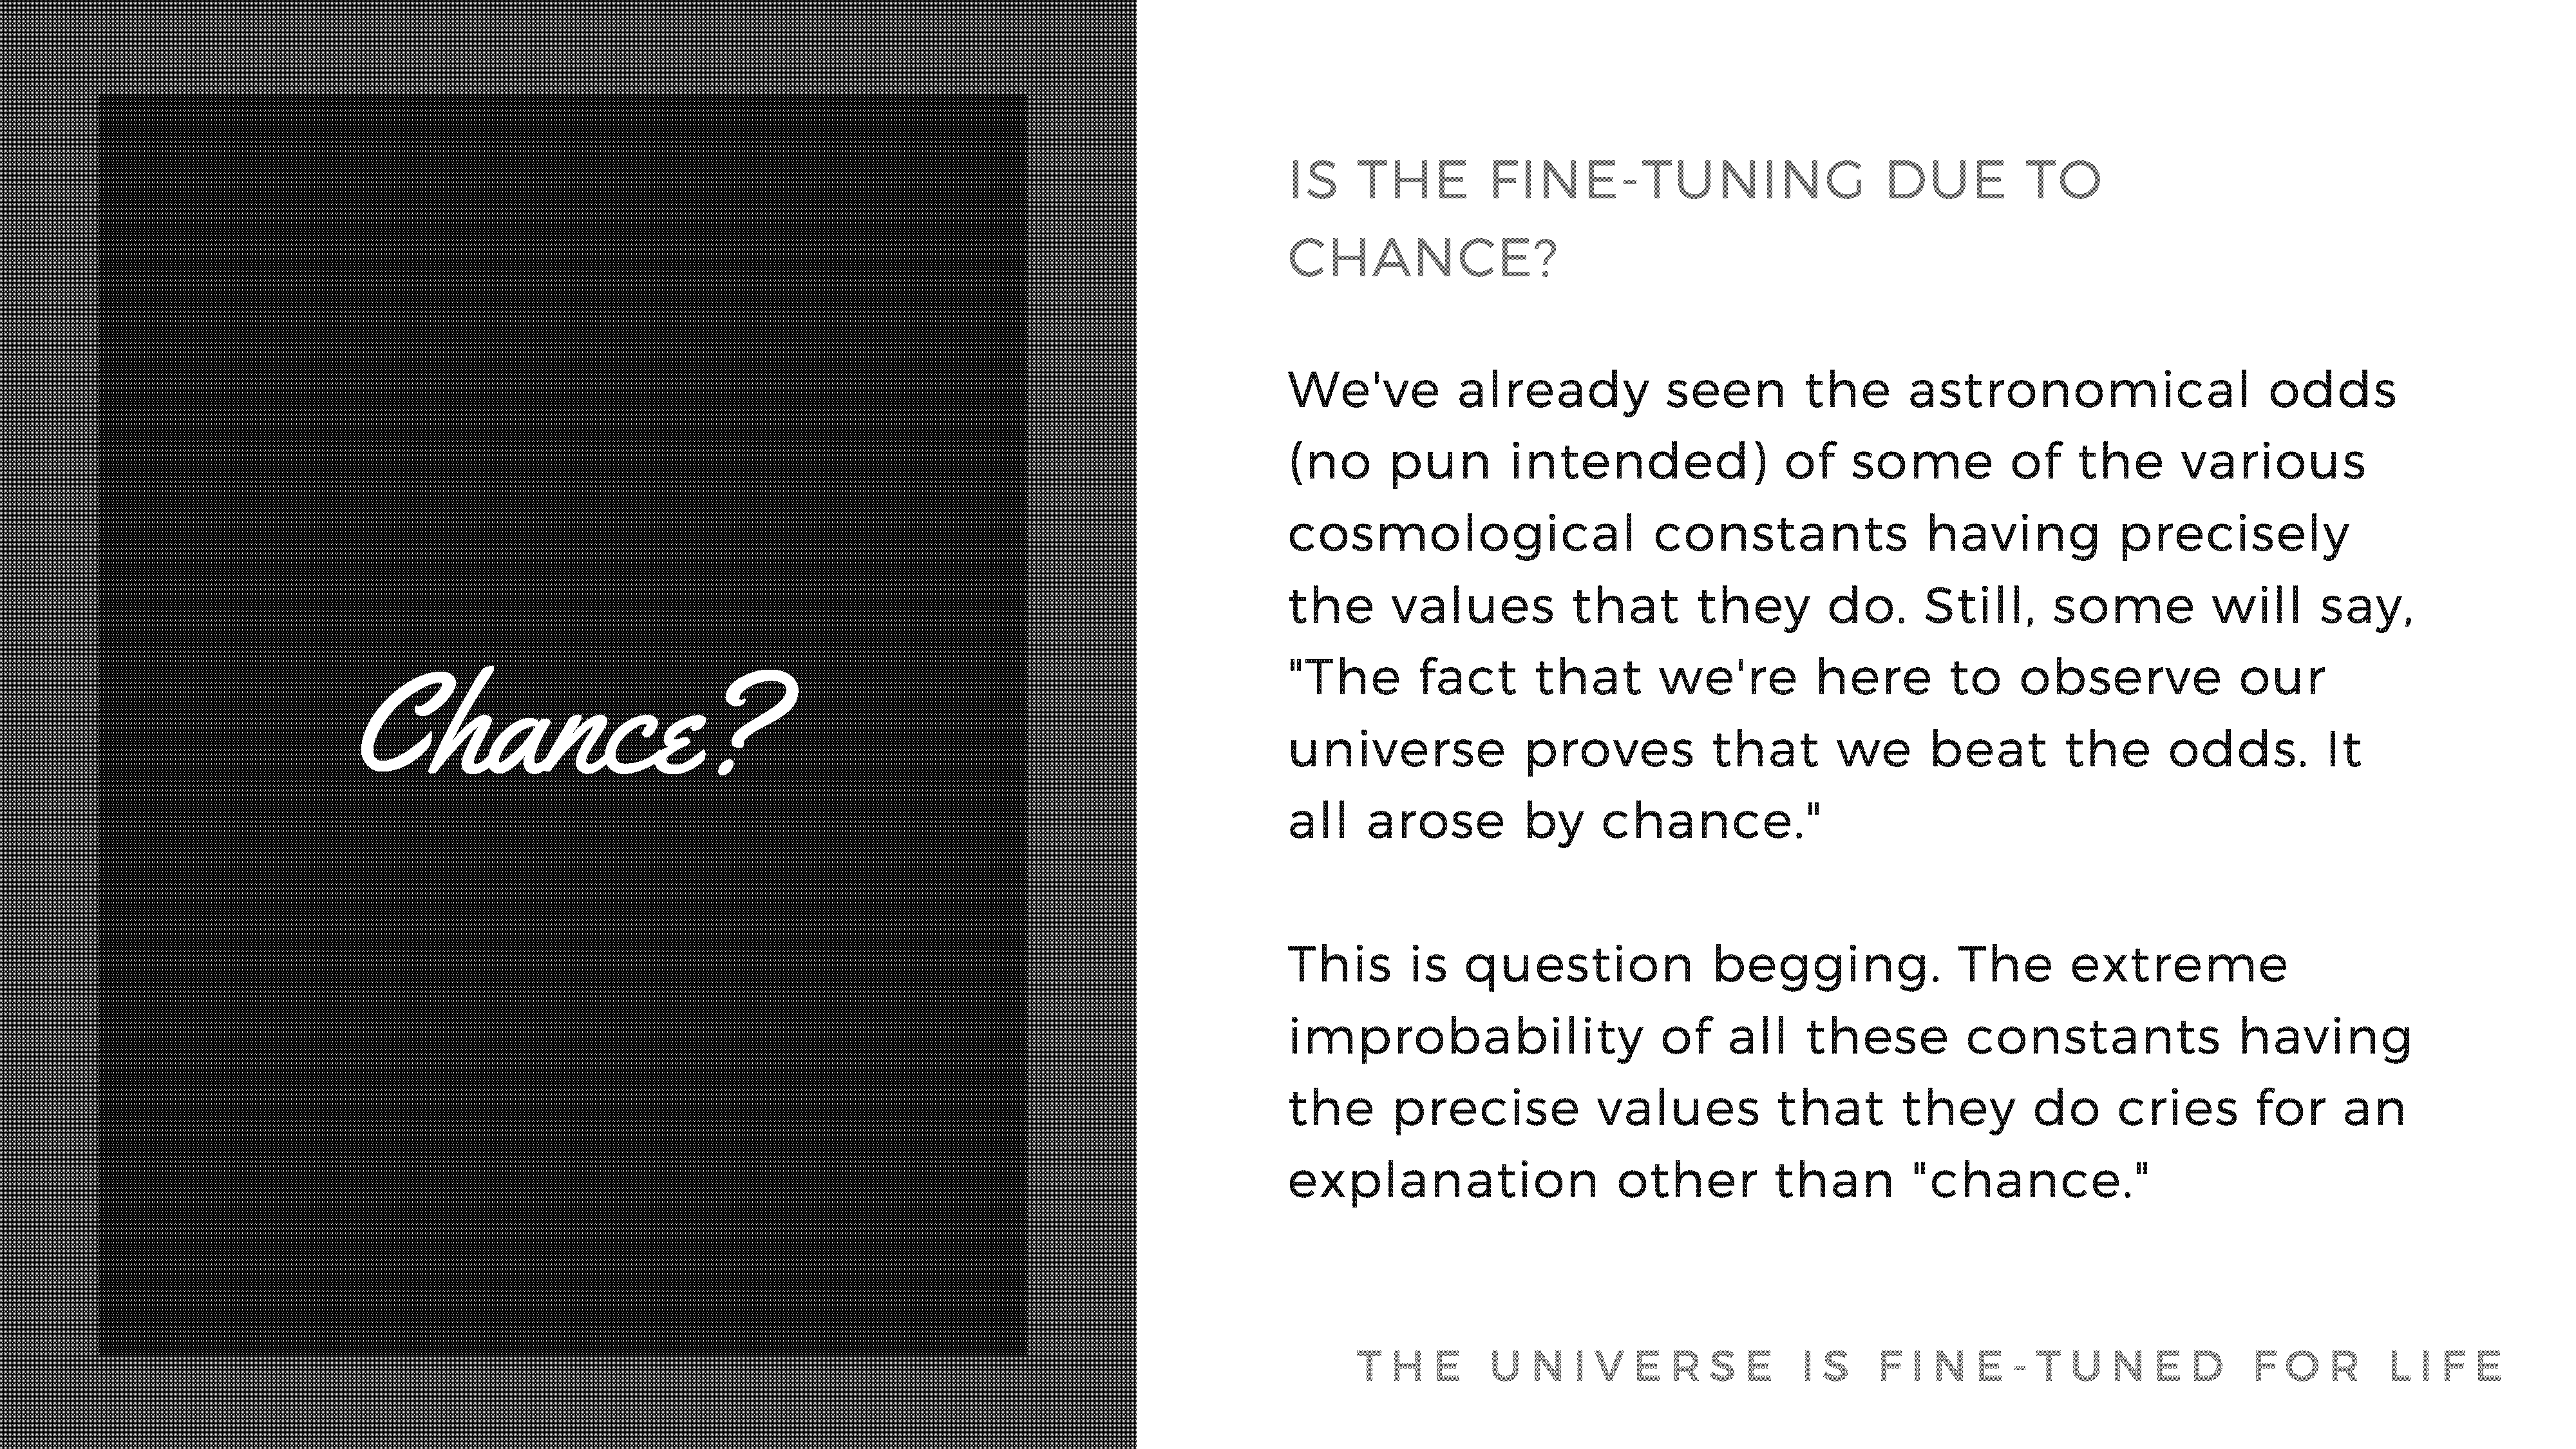 Chance?
IS THE FINE-TUNING DUE TO
CHANCE?
We've already seen the astronomical odds
(no pun intended) of some of the various
cosmological constants having precisely
the values that they do. Still, some will say,
"The fact that we're here to observe our
universe proves that we beat the odds. It
all arose by chance."
This is question begging. The extreme
improbability of all these constants having
the precise values that they do cries for an
explanation other than "chance."
THE UNIVERSE IS FINE-TUNED FOR LIFE